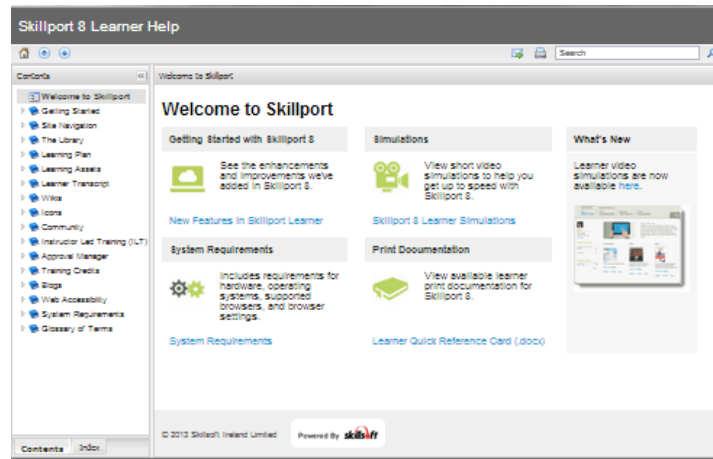 Skillport 8 Learner Help
Search
Contents
Welcome to Skillport
Welcome to Skillport
Getting Started
Site Navigation
The Library
Learning Plan
Learning Assets
Learner Transcript
Wikis
Icons
Community
Instructor Led Training (ILT)
Approval Manager
Training Credits
Blogs
Web Accessibility
System Requirements
Glossary of Terms
Contents
Index
Welcome to Skillport
Getting Started with Skillport 8
See the enhancements
and improvements we've
added in Skillport 8.
New Features in Skillport Learner
Simulations
View short video
simulations to help you
get up to speed with
Skillport 8.
Skillport 8 Learner Simulations
What's New
Learner video
simulations are now
available here.
System Requirements
Includes requirements for
hardware, operating
systems, supported
browsers, and browser
settings.
System Requirements
Print Documentation
View available learner
print documentation for
Skillport 8.
Learner Quick Reference Card (.docx)
© 2013 Skillsoft Ireland Limited
Powered By skillsoft